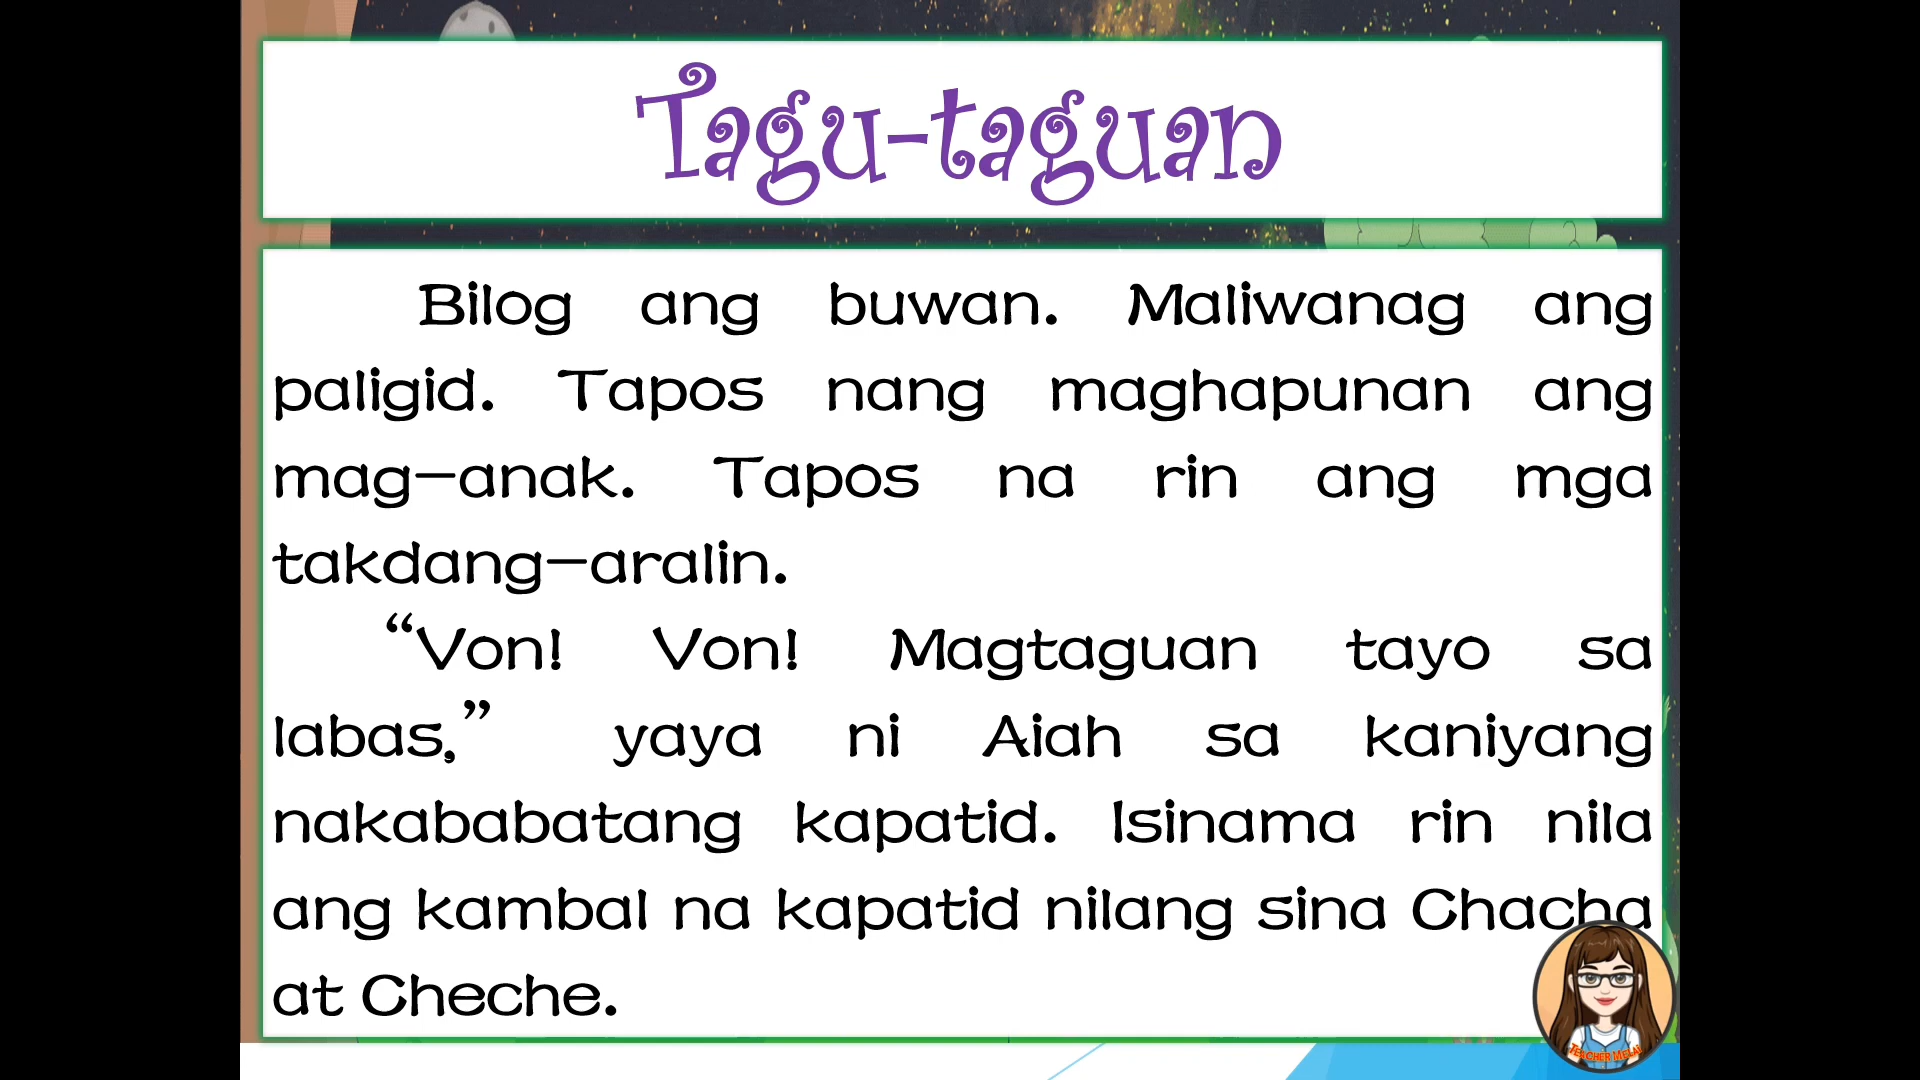 Tagu-taguan
Bilog ang buwan. Maliwanag ang
paligid. Tapos nang maghapunan ang
mag-anak. Tapos na rin ang mga
takdang-aralin.
“Von! Von! Magtaguan tayo sa
labas,” yaya ni Aiah sa kaniyang
nakababatang kapatid. Isinama rin nila
ang kambal na kapatid nilang sina Chacha
at Cheche.
TEACHER MELAI